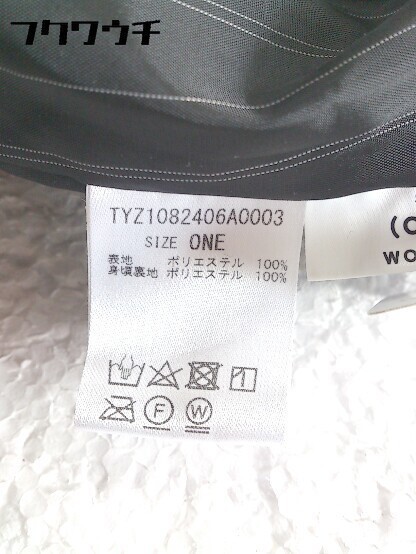 フクワウチ
TYZ1082406A0003
SIZE ONE
表地 ポリエステル 100%
身頃裏地 ポリエステル 100%
F W
(C
WO